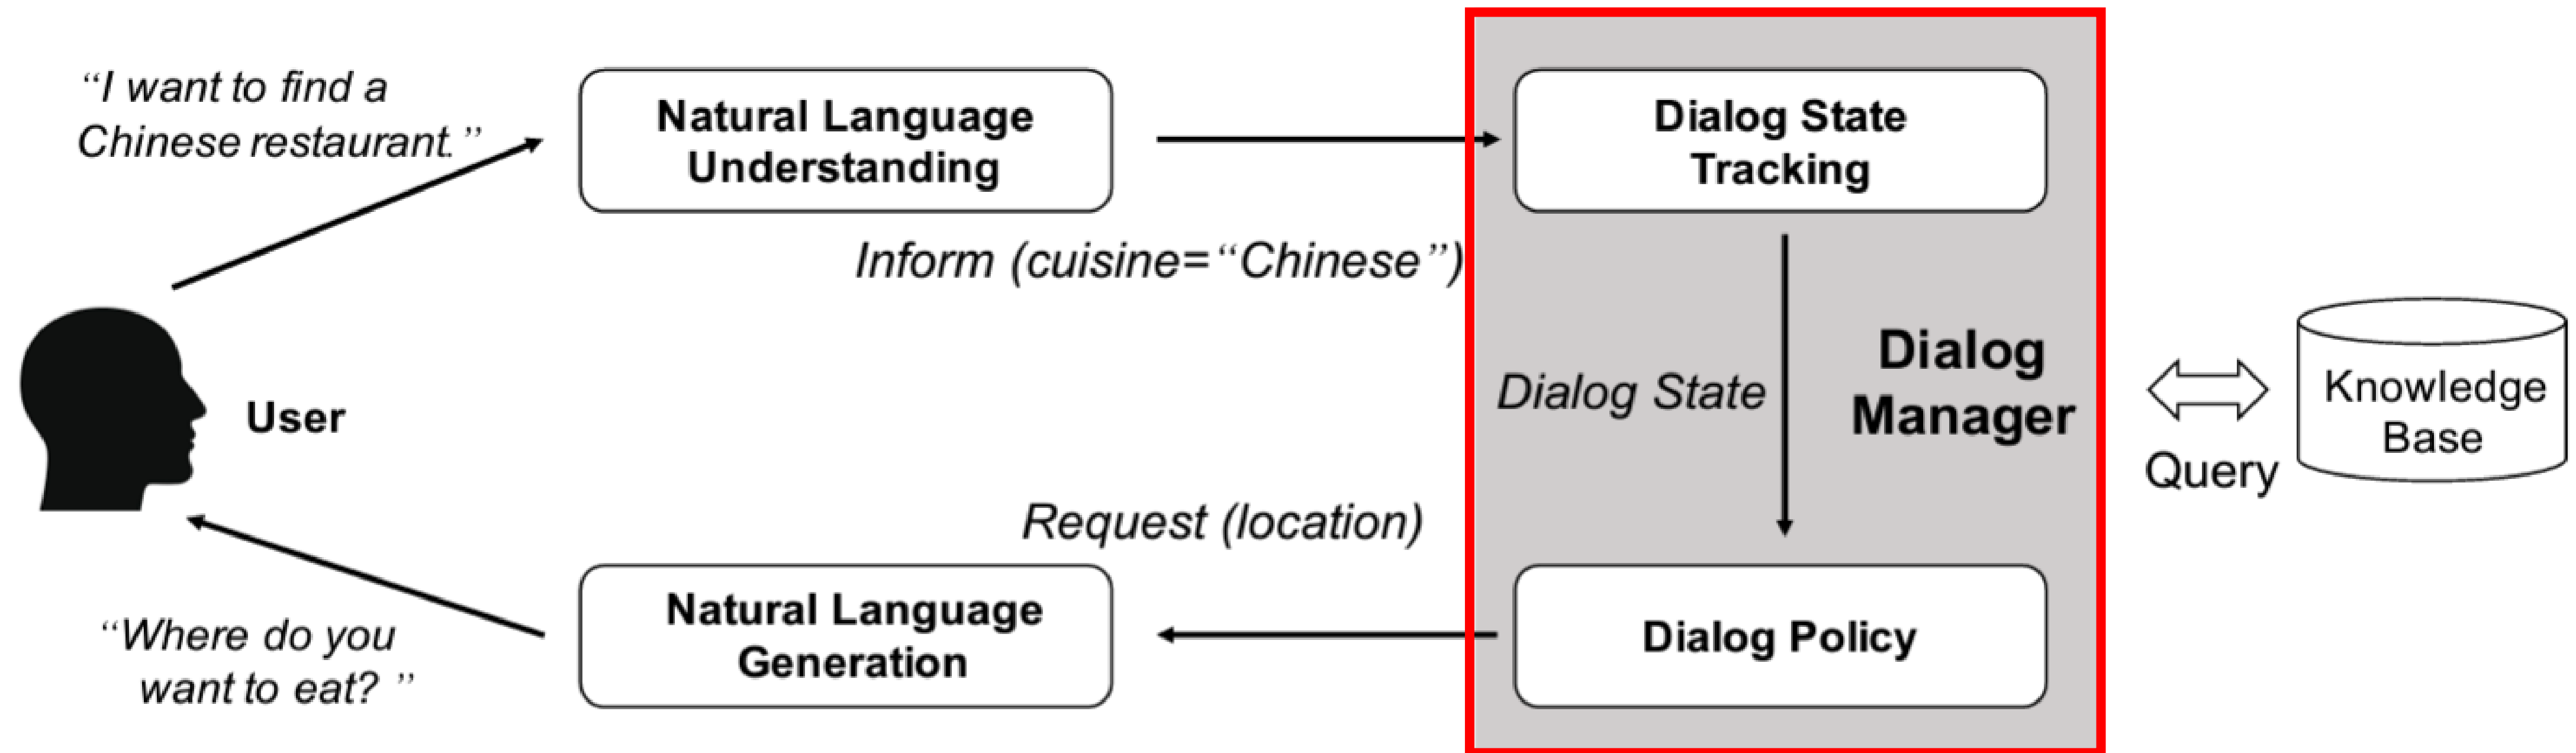 “I want to find a
Chinese restaurant.”
Natural Language
Understanding
Dialog State
Tracking
Inform (cuisine=“Chinese”)
User
Dialog State
Dialog
Manager
Knowledge
Base
Query
Request (location)
“Where do you
want to eat? ”
Natural Language
Generation
Dialog Policy